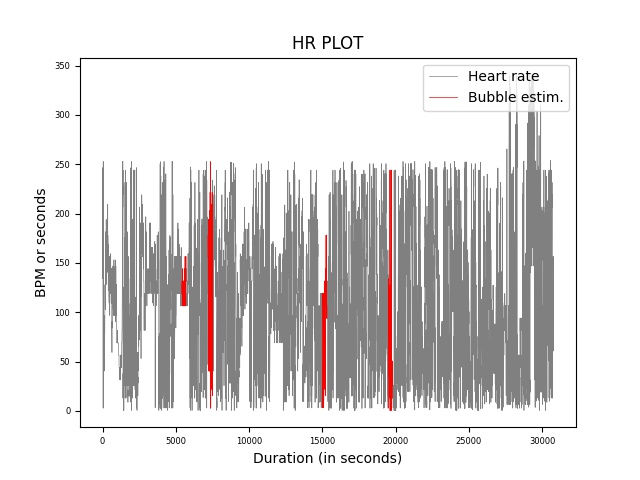 HR PLOT
Heart rate
Bubble estim.
BPM or seconds
350
300
250
200
150
100
50
0
0 5000 10000 15000 20000 25000 30000
Duration (in seconds)